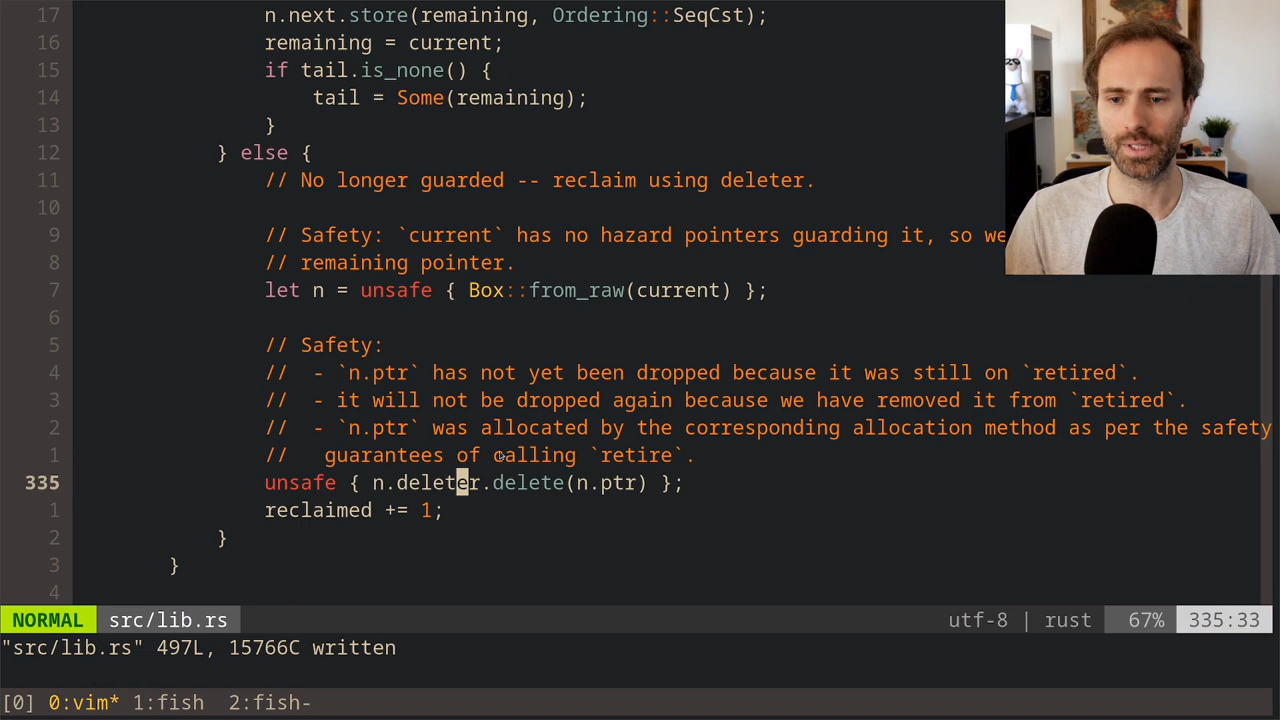 17 n.next.store(remaining, Ordering::SeqCst);
16 remaining = current;
15 if tail.is_none() {
14 tail = Some(remaining);
13 }
12 } else {
11 // No longer guarded -- reclaim using deleter.
10
9 // Safety: `current` has no hazard pointers guarding it, so we
8 // remaining pointer.
7 let n = unsafe { Box::from_raw(current) };
6
5 // Safety:
4 //  - `n.ptr` has not yet been dropped because it was still on `retired`.
3 //  - it will not be dropped again because we have removed it from `retired`.
2 //  - `n.ptr` was allocated by the corresponding allocation method as per the safety
1 //   guarantees of calling `retire`.
335 unsafe { n.deleter.delete(n.ptr) };
1 reclaimed += 1;
2 }
3 }
4
NORMAL src/lib.rs utf-8 | rust 67% 335:33
"src/lib.rs" 497L, 15766C written
[0] 0:vim* 1:fish 2:fish-